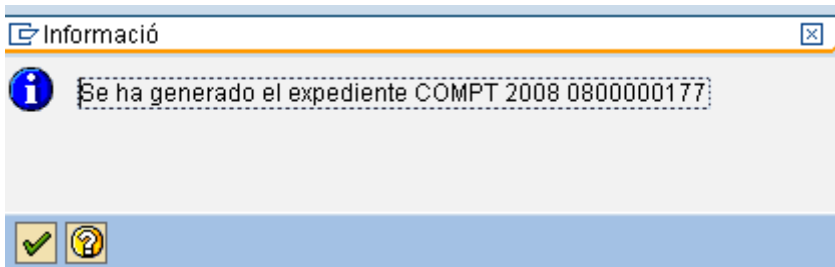 Informació
Se ha generado el expediente COMPT 2008 0800000177